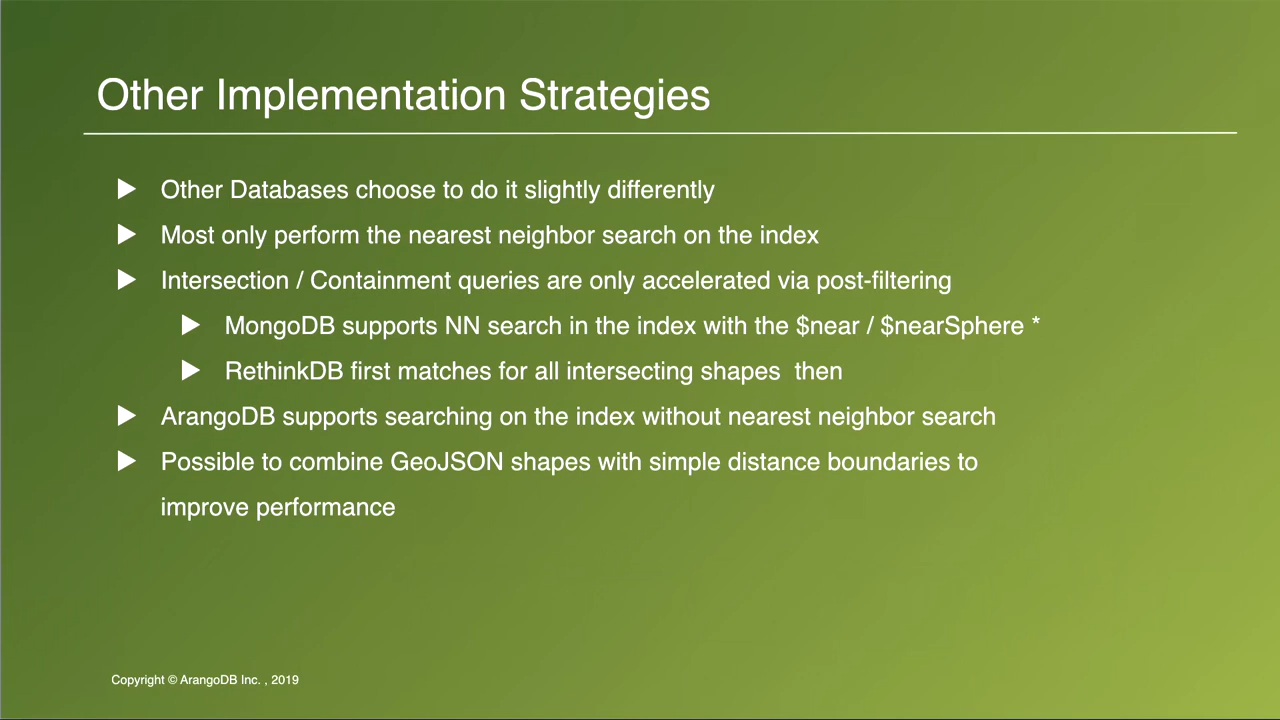 Other Implementation Strategies
Other Databases choose to do it slightly differently
Most only perform the nearest neighbor search on the index
Intersection / Containment queries are only accelerated via post-filtering
MongoDB supports NN search in the index with the $near / $nearSphere *
RethinkDB first matches for all intersecting shapes  then
ArangoDB supports searching on the index without nearest neighbor search
Possible to combine GeoJSON shapes with simple distance boundaries to
improve performance
Copyright © ArangoDB Inc. , 2019